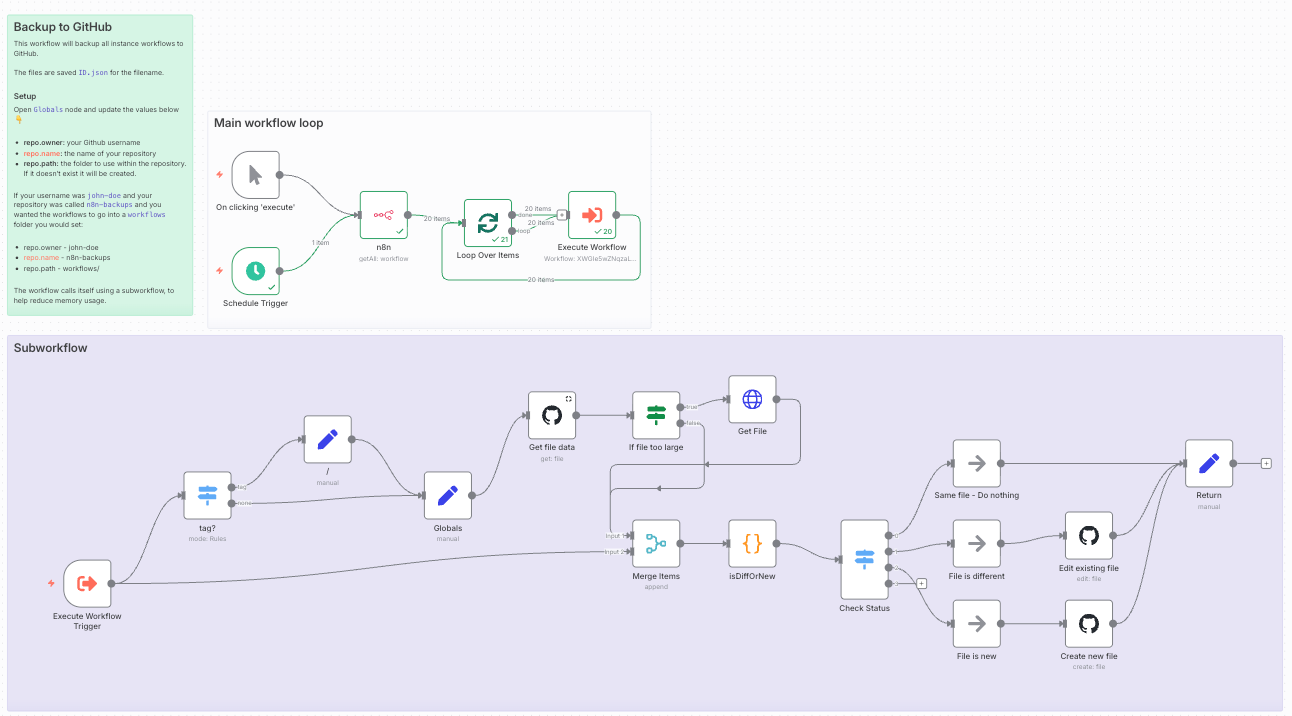 Backup to GitHub
This workflow will backup all instance workflows to
GitHub.
The files are saved ID.json for the filename.
Setup
Open Globals node and update the values below
👇
• repo.owner: your Github username
• repo.name: the name of your repository
• repo.path: the folder to use within the repository.
If it doesn't exist it will be created.
If your username was john-doe and your
repository was called n8n-backups and you
wanted the workflows to go into a workflows
folder you would set:
• repo.owner - john-doe
• repo.name - n8n-backups
• repo.path - workflows/
The workflow calls itself using a subworkflow, to
help reduce memory usage.
Main workflow loop
On clicking 'execute'
1 item
Schedule Trigger
n8n
getAll: workflow
20 items
21
Loop Over Items
done
loop
20 items
20 items
20
Execute Workflow
20 items
Subworkflow
Execute Workflow
Trigger
tag?
mode: Rules
tag
none
/
manual
Globals
manual
Get file data
get: file
If file too large
true
false
Get File
Input 1
Input 2
Merge Items
append
isDiffOrNew
Check Status
0
1
2
3
Same file - Do nothing
File is different
File is new
Edit existing file
edit: file
Create new file
create: file
Return
manual